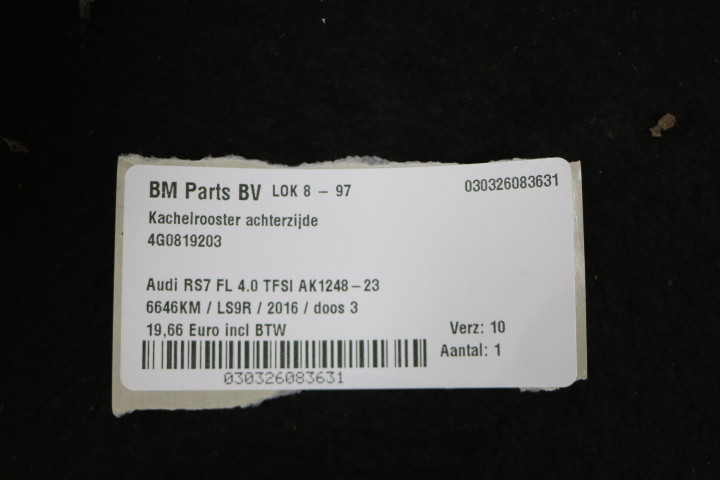 BM Parts BV LOK 8 - 97 030326083631
Kachelrooster achterzijde
4G0819203
Audi RS7 FL 4.0 TFSI AK1248-23
6646KM / LS9R / 2016 / doos 3
19,66 Euro incl BTW Verz: 10
Aantal: 1
030326083631